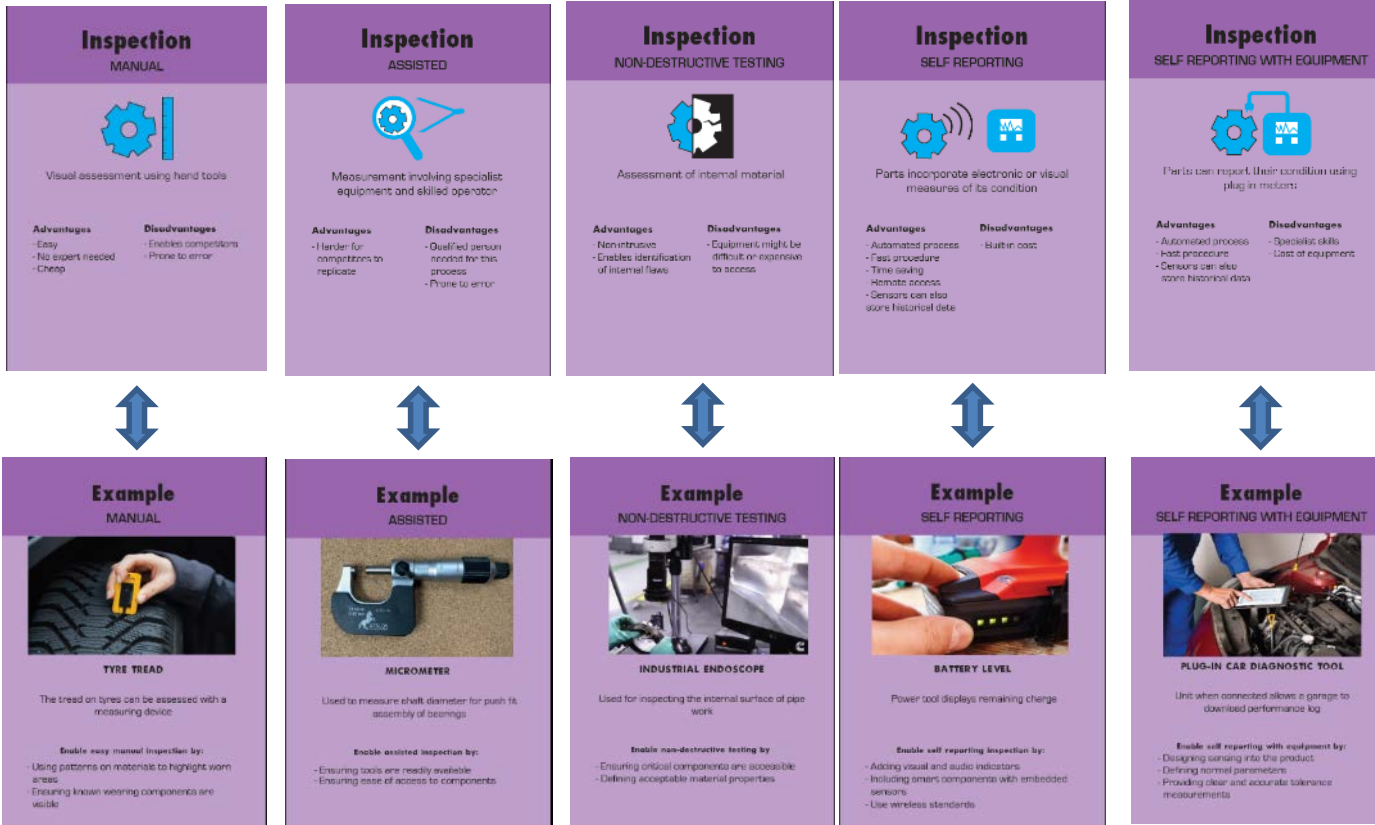 Inspection
MANUAL
Visual assessment using hand tools
Advantages
- Easy
- No expert needed
- Cheap
Disadvantages
- Enables competitors
- Prone to error
Inspection
ASSISTED
Measurement involving specialist
equipment and skilled operator
Advantages
- Harder for
competitors to
replicate
Disadvantages
- Qualified person
needed for this
process
- Prone to error
Inspection
NON-DESTRUCTIVE TESTING
Assessment of internal material
Advantages
- Non intrusive
- Enables identification
of internal flaws
Disadvantages
- Equipment might be
difficult or expensive
to access
Inspection
SELF REPORTING
Parts incorporate electronic or visual
measures of its condition
Advantages
- Automated process
- Fast procedure
- Time saving
- Remote access
- Sensors can also
store historical data
Disadvantages
- Built-in cost
Inspection
SELF REPORTING WITH EQUIPMENT
Parts can report their condition using
plug in meters
Advantages
- Automated process
- Fast procedure
- Sensors can also
store historical data
Disadvantages
- Specialist skills
- Cost of equipment
Example
MANUAL
TYRE TREAD
The tread on tyres can be assessed with a
measuring device
Enable easy manual inspection by:
- Using patterns on materials to highlight worn
areas
- Ensuring known wearing components are
visible
Example
ASSISTED
MICROMETER
Used to measure shaft diameter for push fit
assembly of bearings
Enable assisted inspection by:
- Ensuring tools are readily available
- Ensuring ease of access to components
Example
NON-DESTRUCTIVE TESTING
INDUSTRIAL ENDOSCOPE
Used for inspecting the internal surface of pipe
work
Enable non-destructive testing by
- Ensuring critical components are accessible
- Defining acceptable material properties
Example
SELF REPORTING
BATTERY LEVEL
Power tool displays remaining charge
Enable self reporting inspection by:
- Adding visual and audio indicators
- Including smart components with embedded
sensors
- Use wireless standards
Example
SELF REPORTING WITH EQUIPMENT
PLUG-IN CAR DIAGNOSTIC TOOL
Unit when connected allows a garage to
download performance log
Enable self reporting with equipment by:
- Designing sensing into the product
- Defining normal parameters
- Providing clear and accurate tolerance
measurements